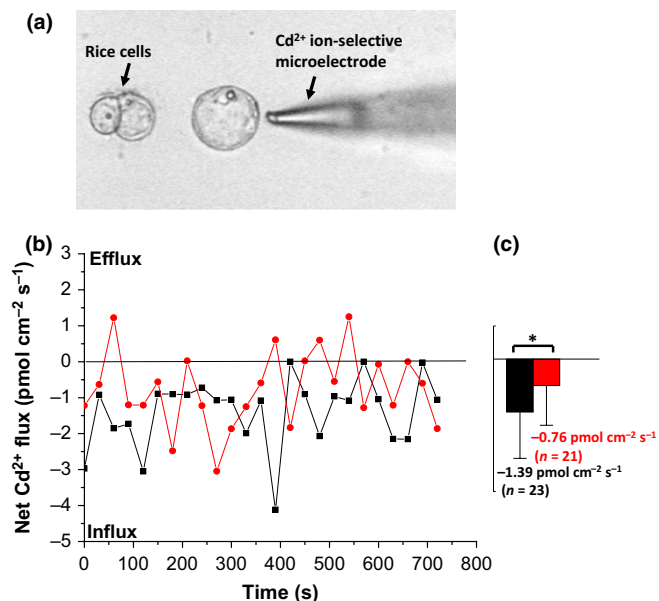 (a)
Rice cells
Cd²⁺ ion-selective
microelectrode
(b)
Net Cd²⁺ flux (pmol cm⁻² s⁻¹)
3
2
1
0
−1
−2
−3
−4
−5
Efflux
Influx
0
100
200
300
400
500
600
700
800
Time (s)
(c)
*
−0.76 pmol cm⁻² s⁻¹
(n = 21)
−1.39 pmol cm⁻² s⁻¹
(n = 23)